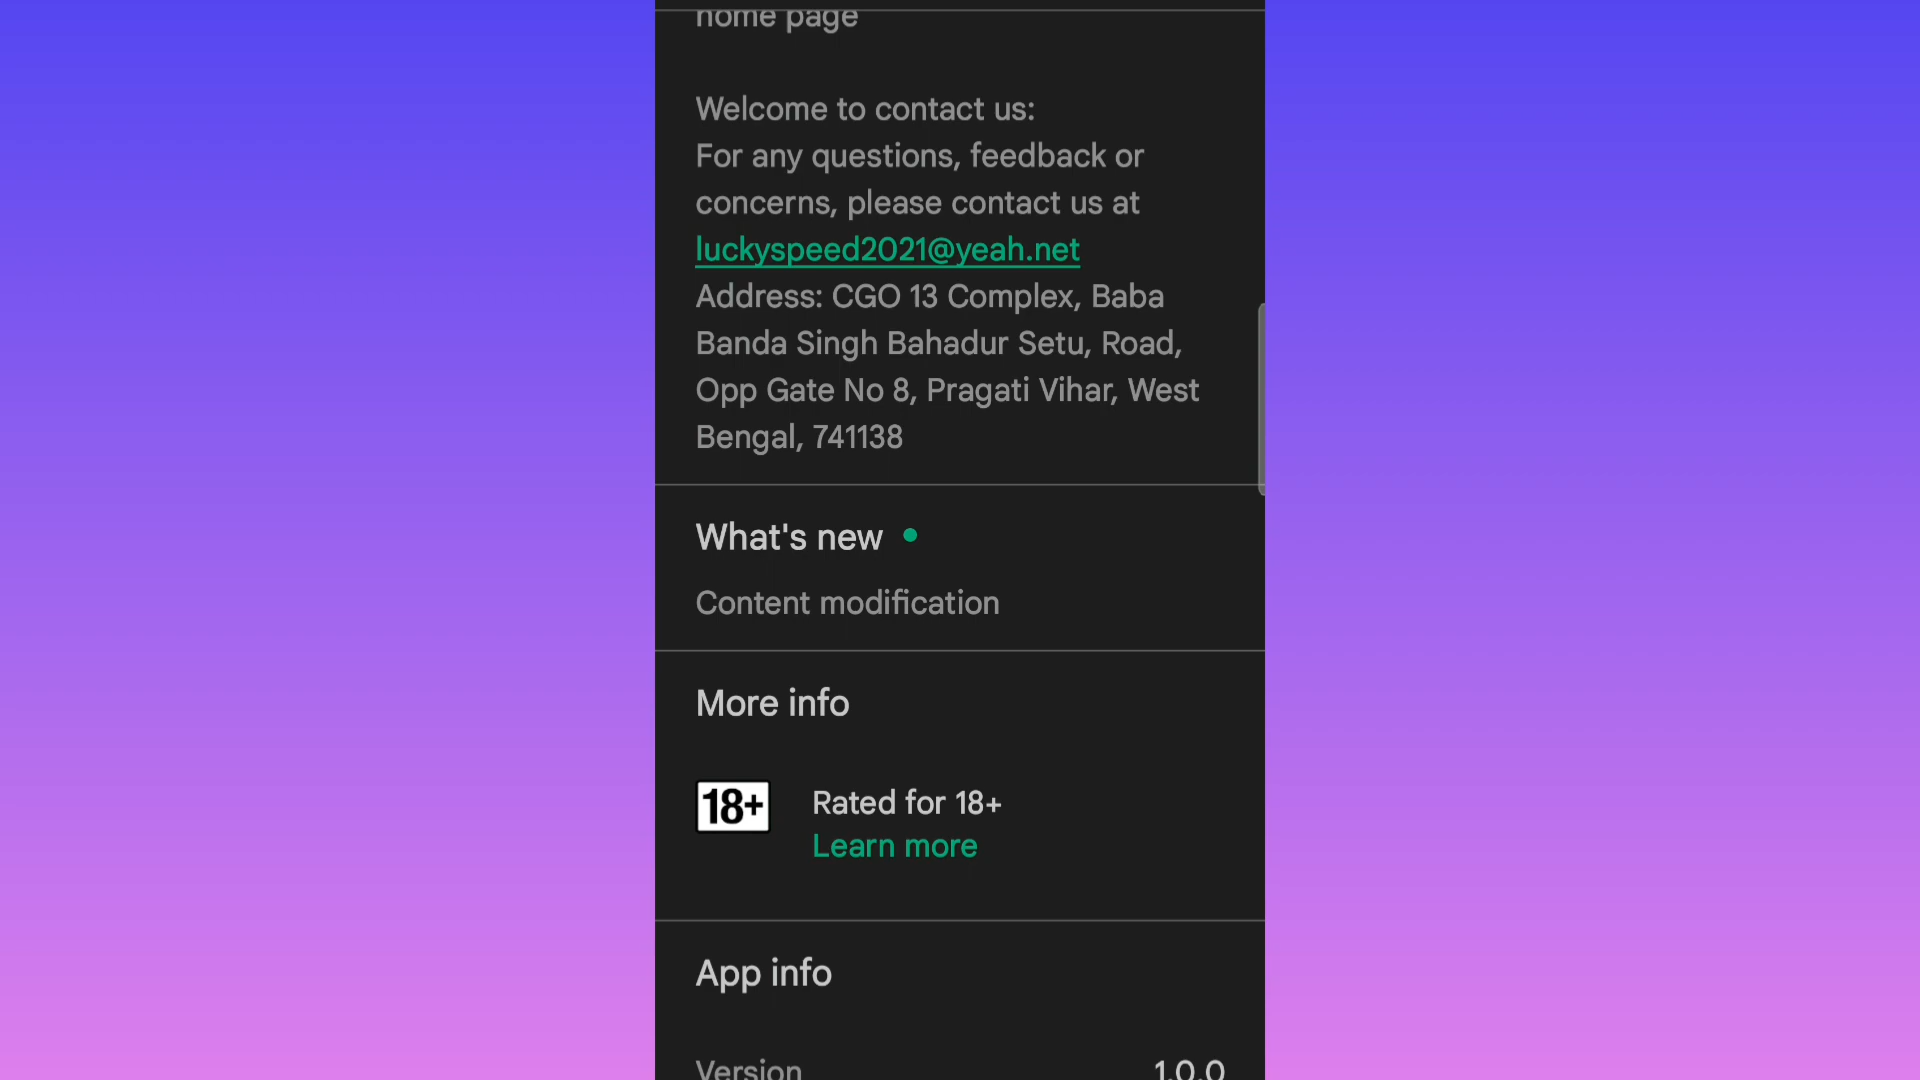 home page
Welcome to contact us:
For any questions, feedback or
concerns, please contact us at
luckyspeed2021@yeah.net
Address: CGO 13 Complex, Baba
Banda Singh Bahadur Setu, Road,
Opp Gate No 8, Pragati Vihar, West
Bengal, 741138
What's new
Content modification
More info
18+ Rated for 18+
Learn more
App info
Version 1.0.0